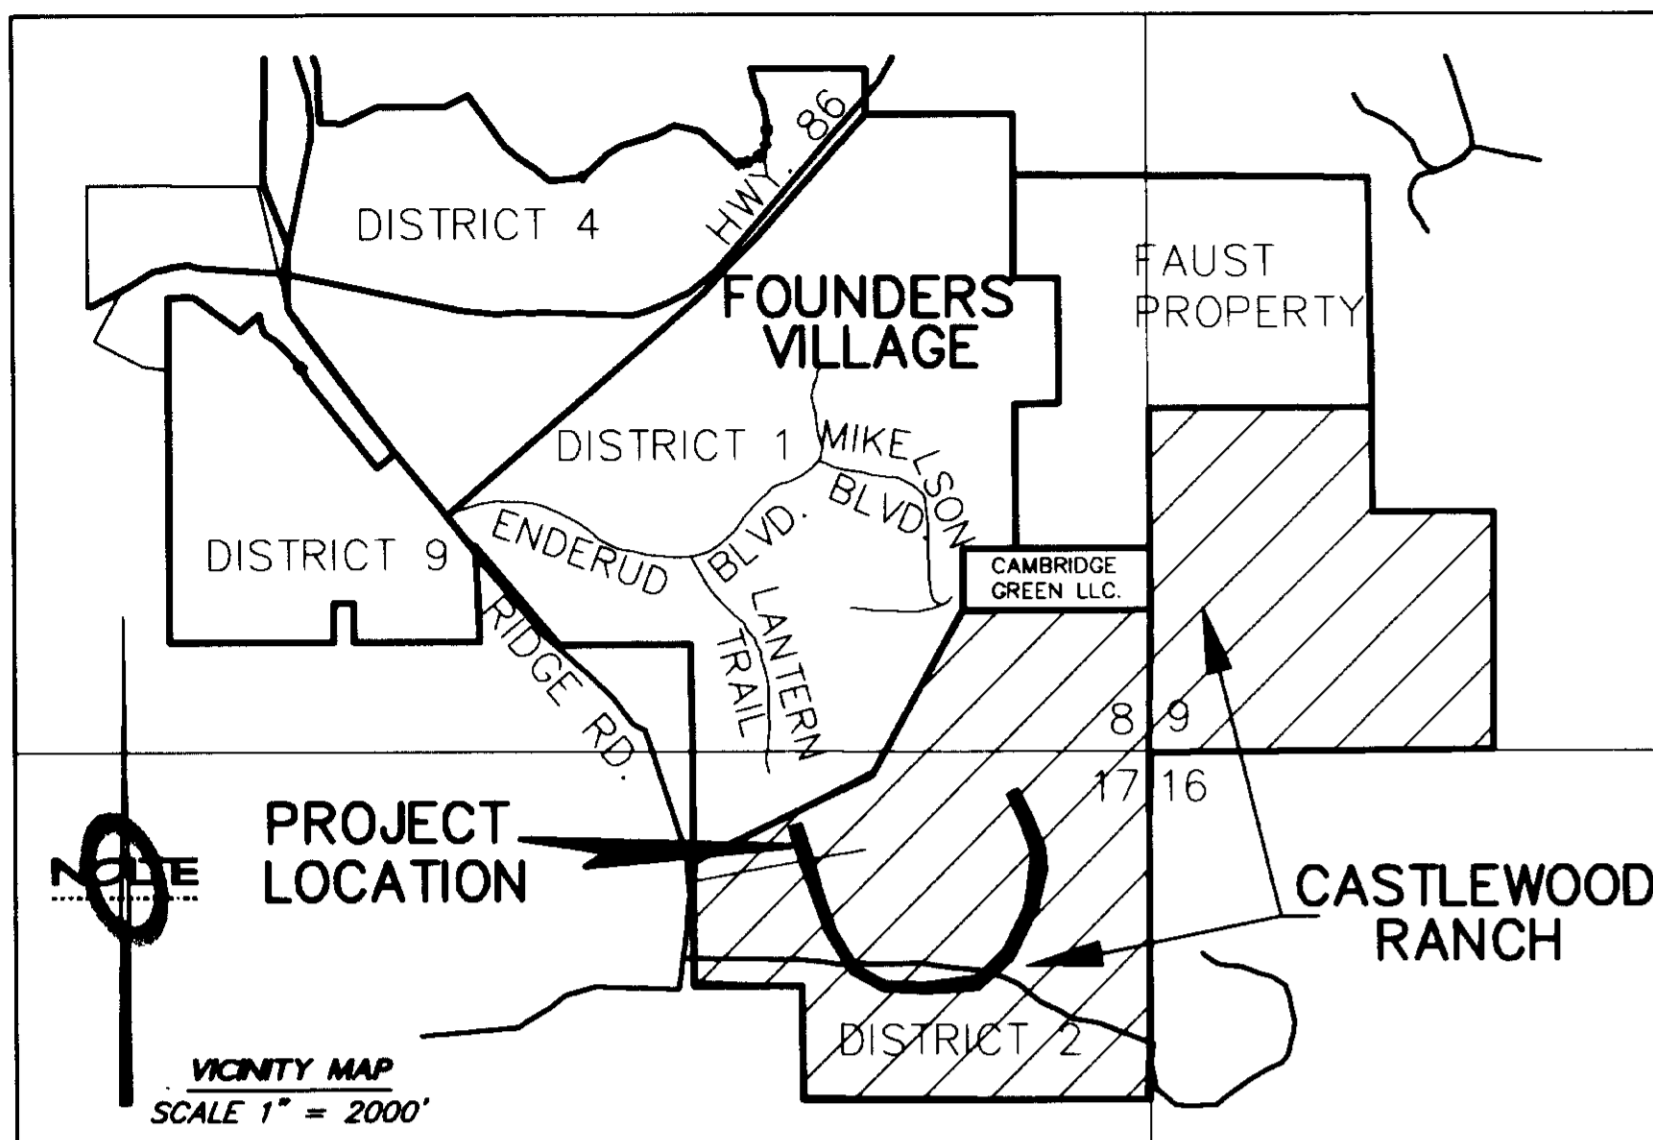 HWY. 86
DISTRICT 4
FAUST
PROPERTY
FOUNDERS
VILLAGE
DISTRICT 1
MIKELSON
BLVD.
DISTRICT 9
ENDERUD
BLVD.
CAMBRIDGE
GREEN LLC.
RIDGE RD.
LANTERN
TRAIL
8 9
17 16
PROJECT
LOCATION
NOLTE
CASTLEWOOD
RANCH
DISTRICT 2
VICINITY MAP
SCALE 1" = 2000'